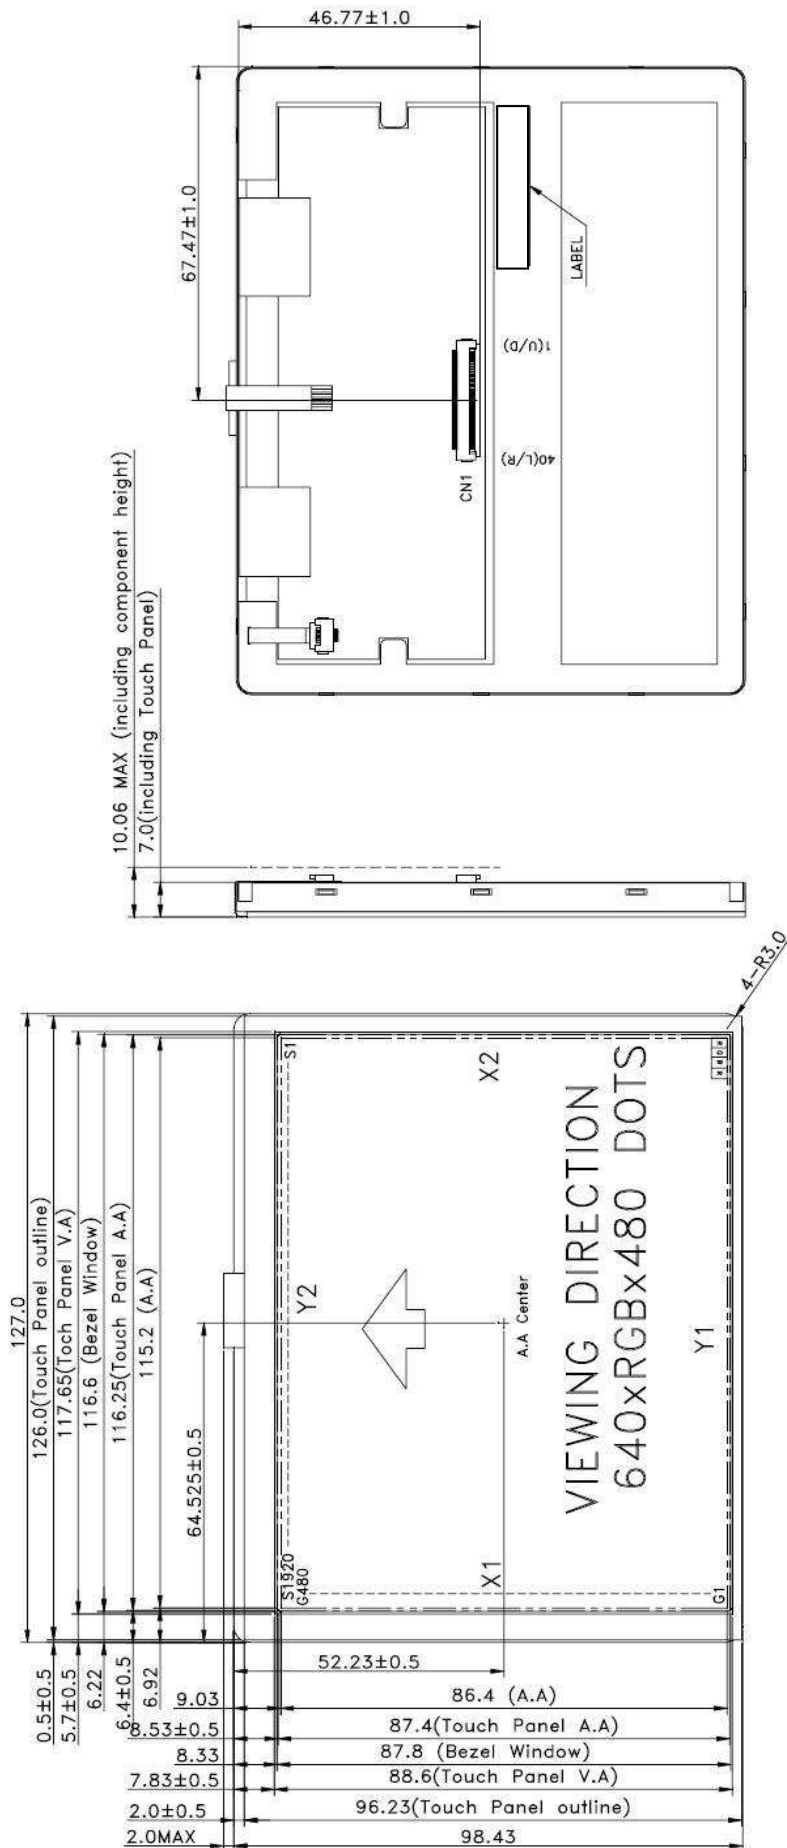 46.77±1.0
67.47±1.0
LABEL
1(U/D)
40(L/R)
CN1
10.06 MAX (including component height)
7.0(including Touch Panel)
4-R3.0
127.0
126.0(Touch Panel outline)
117.65(Toch Panel V.A)
116.6 (Bezel Window)
116.25(Touch Panel A.A)
115.2 (A.A)
64.525±0.5
S1
X2
R G B R
Y2
A.A Center
VIEWING DIRECTION
640xRGBx480 DOTS
Y1
S1920
G480
X1
G1
0.5±0.5
5.7±0.5
6.22
6.4±0.5
6.92
52.23±0.5
9.03
86.4 (A.A)
8.53±0.5
87.4(Touch Panel A.A)
8.33
87.8 (Bezel Window)
7.83±0.5
88.6(Touch Panel V.A)
2.0±0.5
96.23(Touch Panel outline)
2.0MAX
98.43